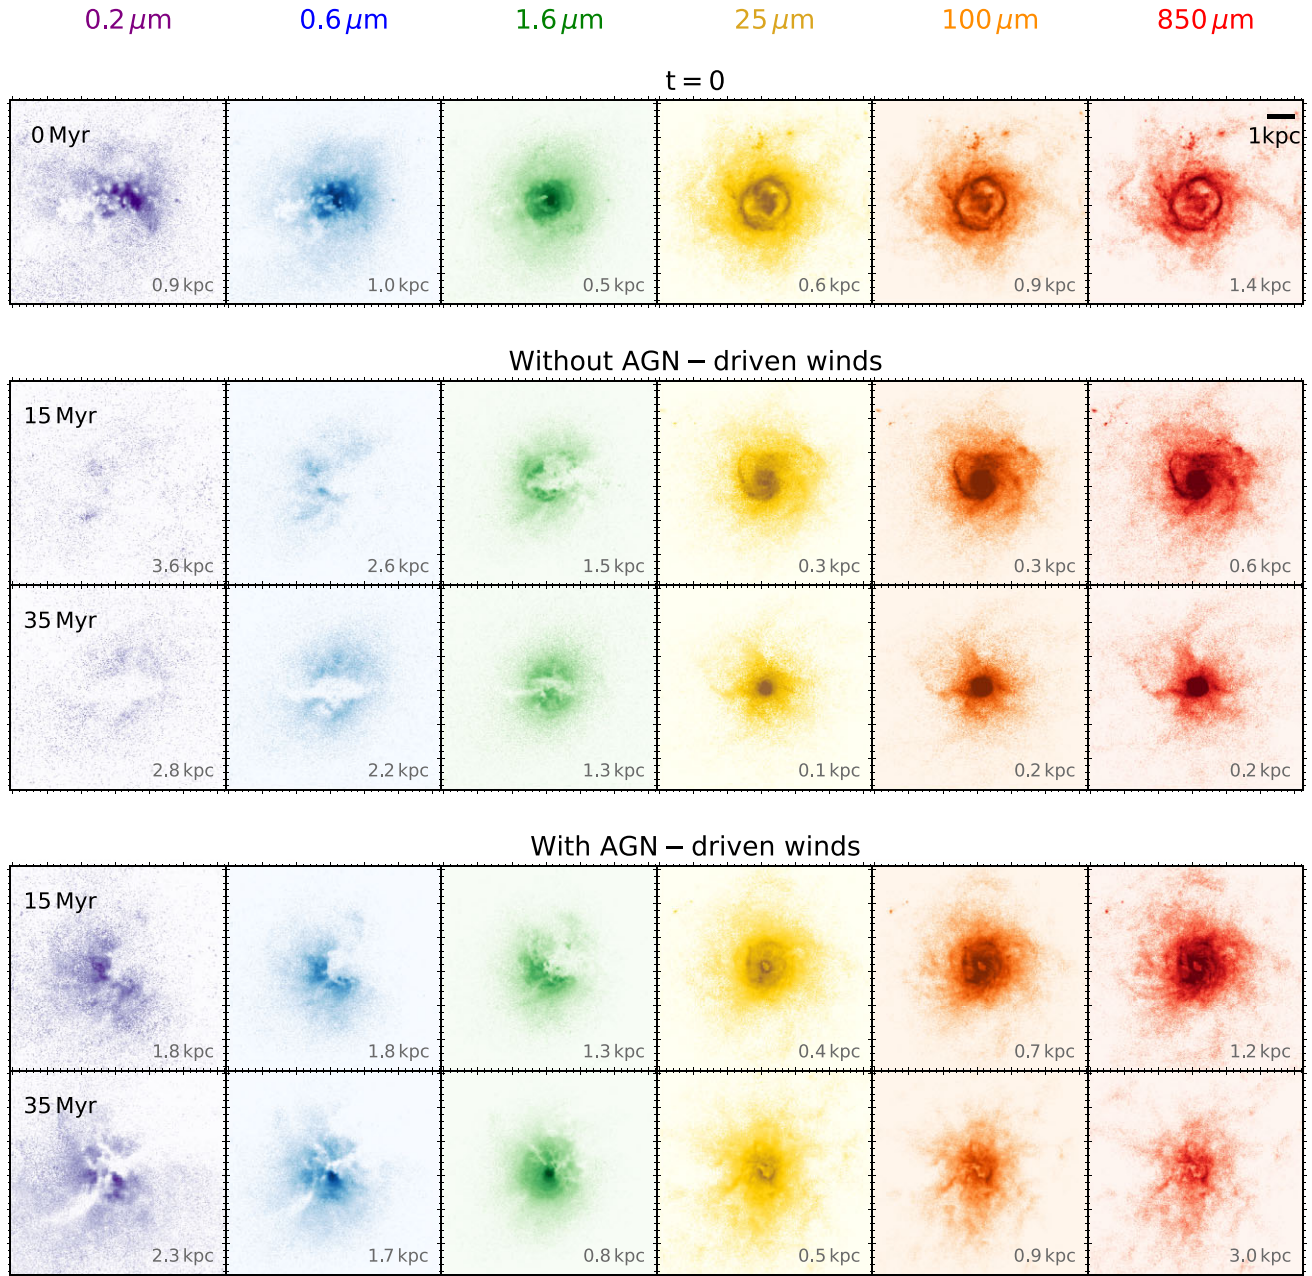 0.2 μm 0.6 μm 1.6 μm 25 μm 100 μm 850 μm
t = 0
0 Myr 1kpc
0.9 kpc 1.0 kpc 0.5 kpc 0.6 kpc 0.9 kpc 1.4 kpc
Without AGN − driven winds
15 Myr
3.6 kpc 2.6 kpc 1.5 kpc 0.3 kpc 0.3 kpc 0.6 kpc
35 Myr
2.8 kpc 2.2 kpc 1.3 kpc 0.1 kpc 0.2 kpc 0.2 kpc
With AGN − driven winds
15 Myr
1.8 kpc 1.8 kpc 1.3 kpc 0.4 kpc 0.7 kpc 1.2 kpc
35 Myr
2.3 kpc 1.7 kpc 0.8 kpc 0.5 kpc 0.9 kpc 3.0 kpc